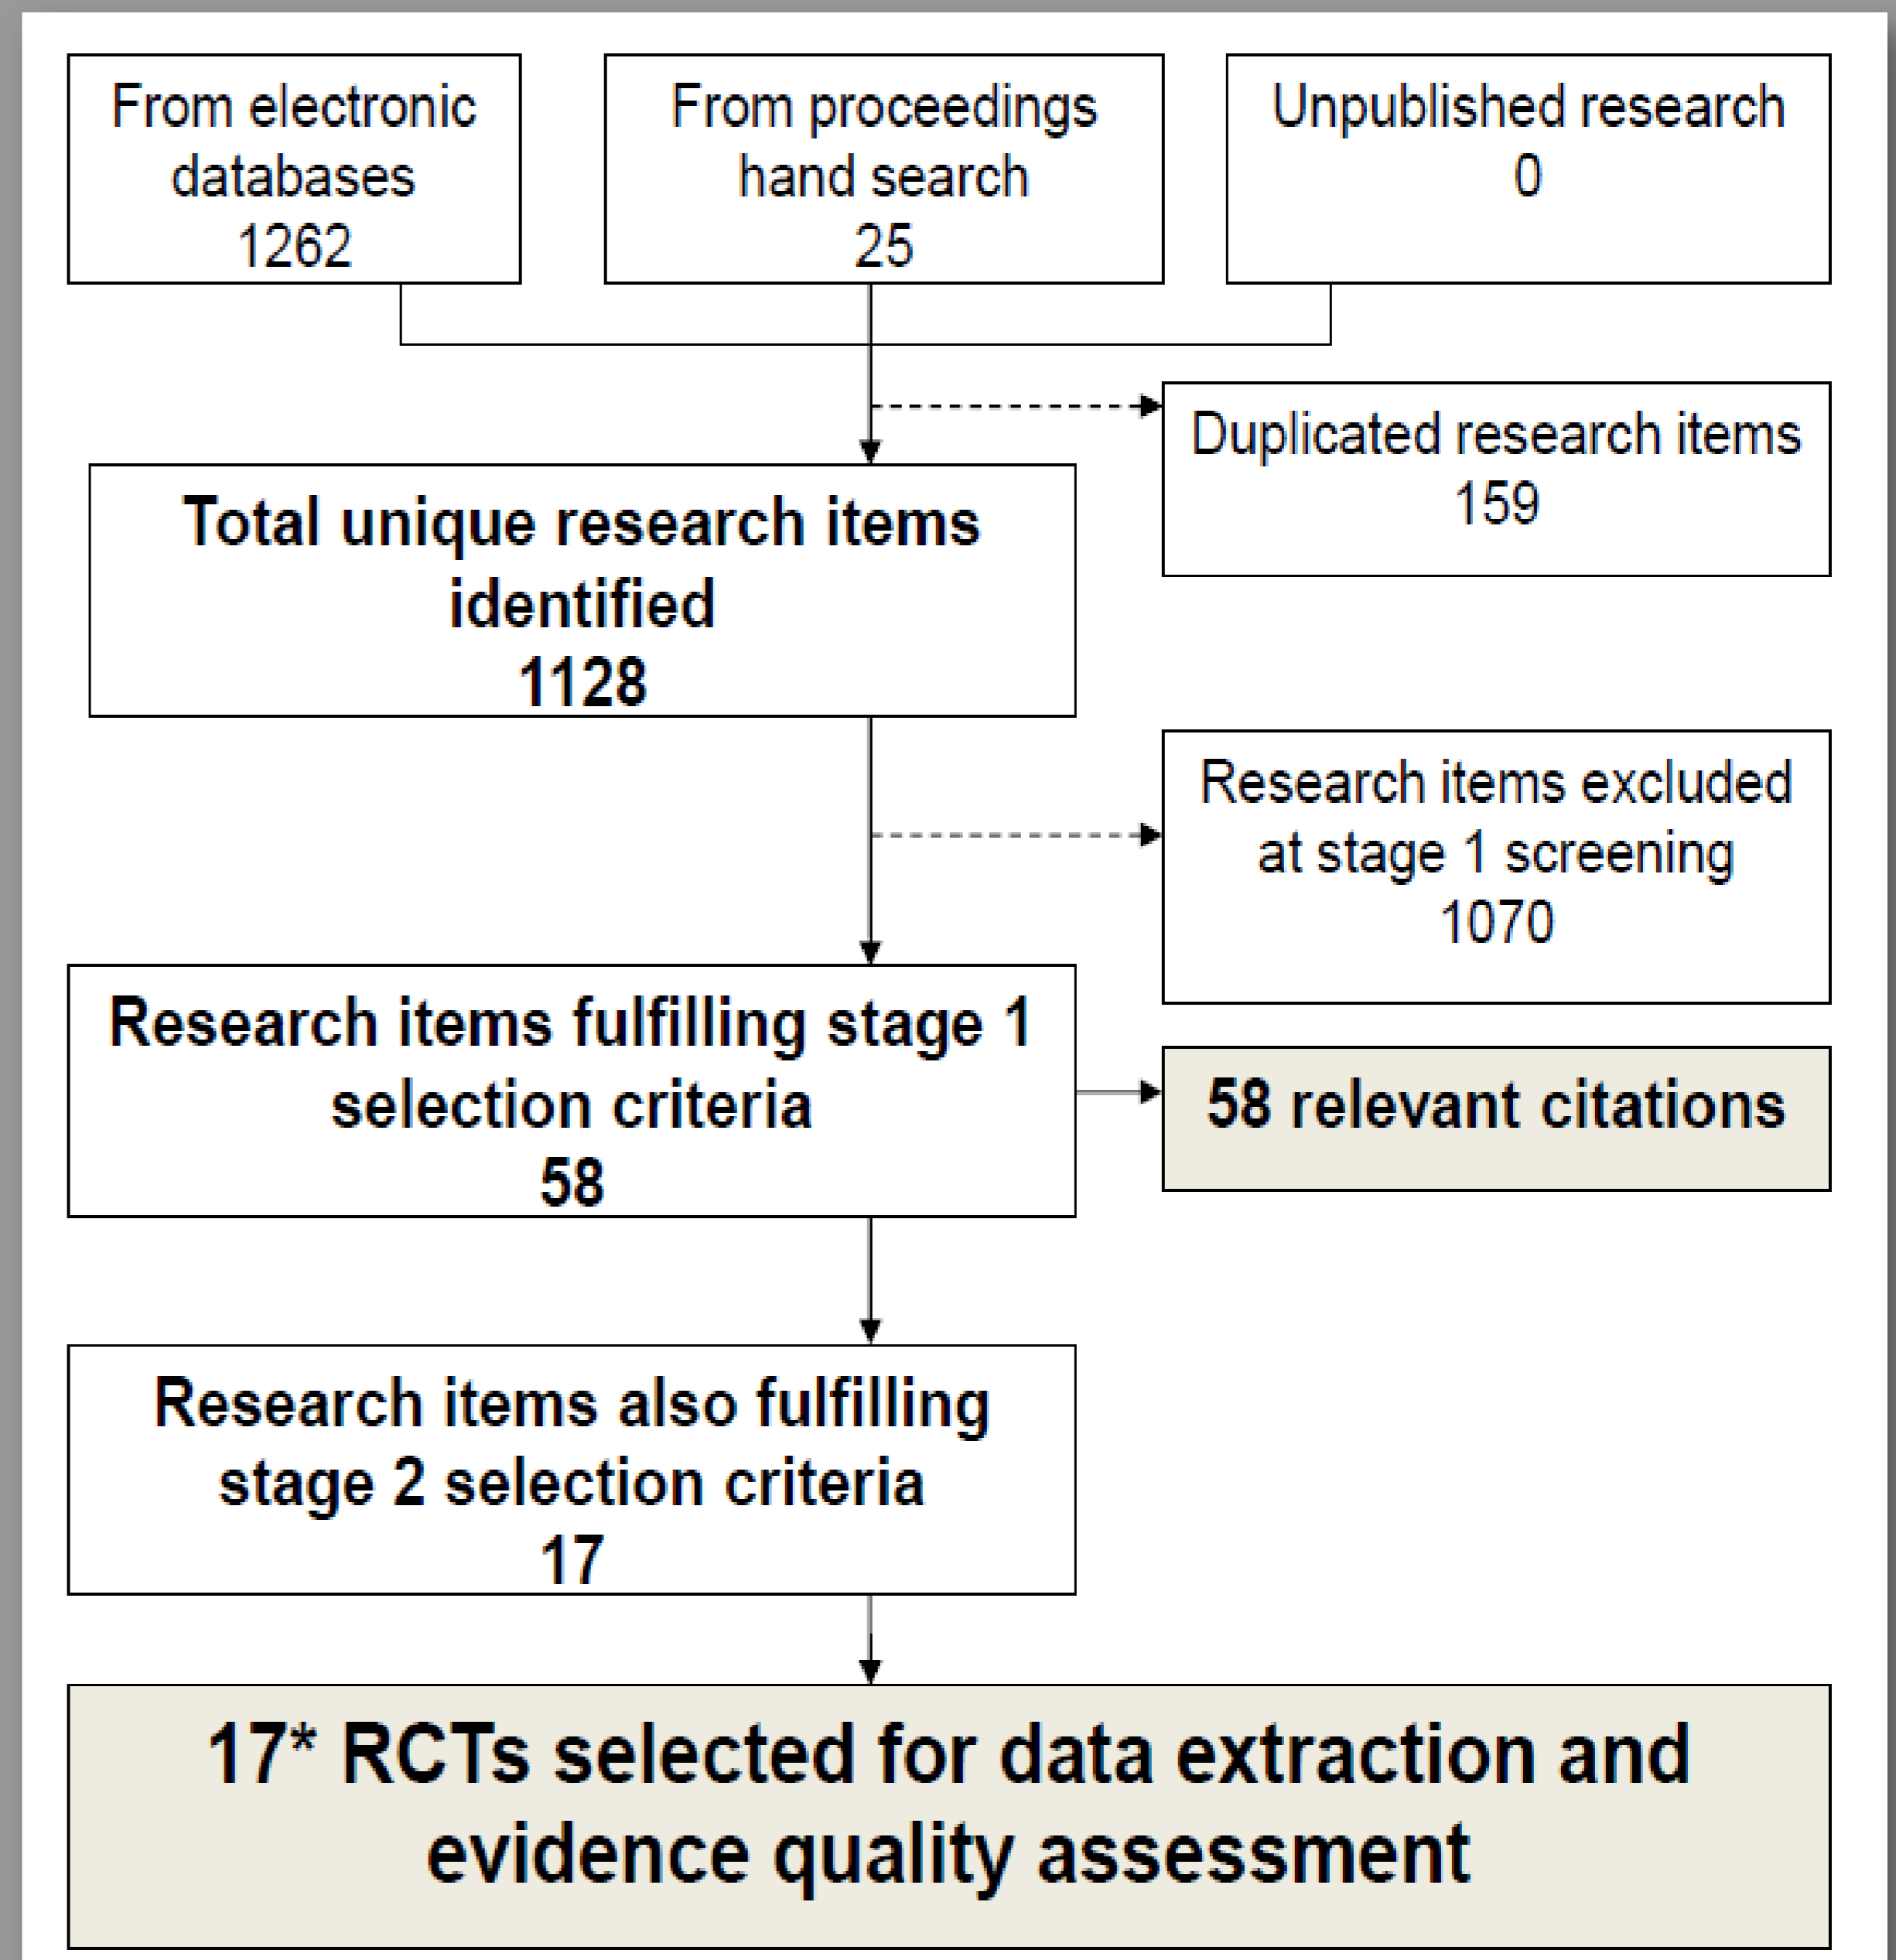 From electronic
databases
1262
From proceedings
hand search
25
Unpublished research
0
Duplicated research items
159
Total unique research items
identified
1128
Research items excluded
at stage 1 screening
1070
Research items fulfilling stage 1
selection criteria
58
58 relevant citations
Research items also fulfilling
stage 2 selection criteria
17
17* RCTs selected for data extraction and
evidence quality assessment